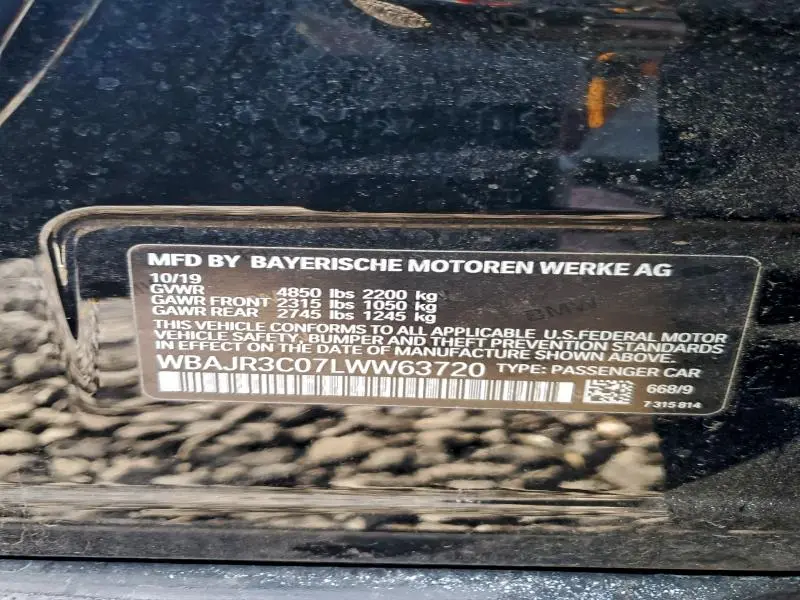 MFD BY BAYERISCHE MOTOREN WERKE AG
10/19
GVWR 4850 lbs 2200 kg
GAWR FRONT 2315 lbs 1050 kg
GAWR REAR 2745 lbs 1245 kg
THIS VEHICLE CONFORMS TO ALL APPLICABLE U.S.FEDERAL MOTOR
VEHICLE SAFETY, BUMPER AND THEFT PREVENTION STANDARDS
IN EFFECT ON THE DATE OF MANUFACTURE SHOWN ABOVE.
WBAJR3C07LWW63720 TYPE: PASSENGER CAR
668/9
7 315 814
BMW